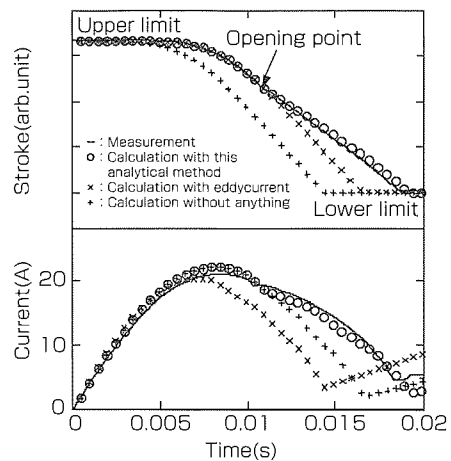 Upper limit
Opening point
Stroke(arb.unit)
– : Measurement
o : Calculation with this
analytical method
× : Calculation with eddycurrent
+ : Calculation without anything
Lower limit
Current(A)
20
10
0
0 0.005 0.01 0.015 0.02
Time(s)